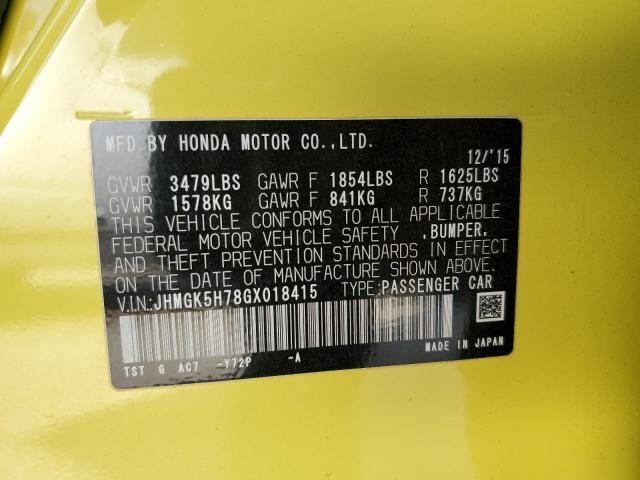 MFD.BY HONDA MOTOR CO.,LTD.
12/'15
GVWR 3479LBS GAWR F 1854LBS R 1625LBS
GVWR 1578KG GAWR F 841KG R 737KG
THIS VEHICLE CONFORMS TO ALL APPLICABLE
FEDERAL MOTOR VEHICLE SAFETY ,BUMPER,
AND THEFT PREVENTION STANDARDS IN EFFECT
ON THE DATE OF MANUFACTURE SHOWN ABOVE.
V.I.N:JHMGK5H78GX018415 TYPE:PASSENGER CAR
TST G AC7 -Y72P -A
MADE IN JAPAN